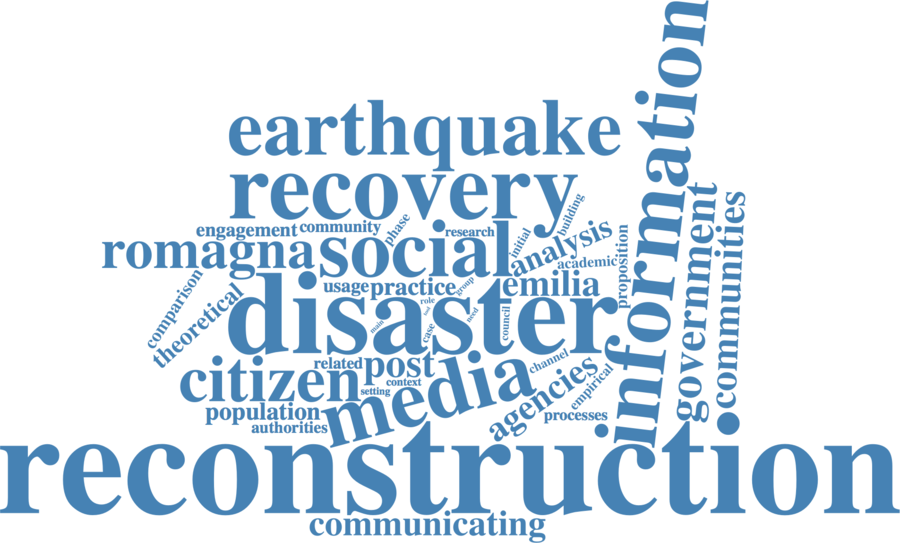 information
earthquake
recovery
building
government
communities
engagement
community
phase
research
initial
analysis
romagna
social
academic
proposition
comparison
theoretical
usage
practice
group
emilia
disaster
role
tool
need
main
case
council
citizen
related
post
channel
context
setting
media
agencies
empirical
population
authorities
processes
reconstruction
communicating